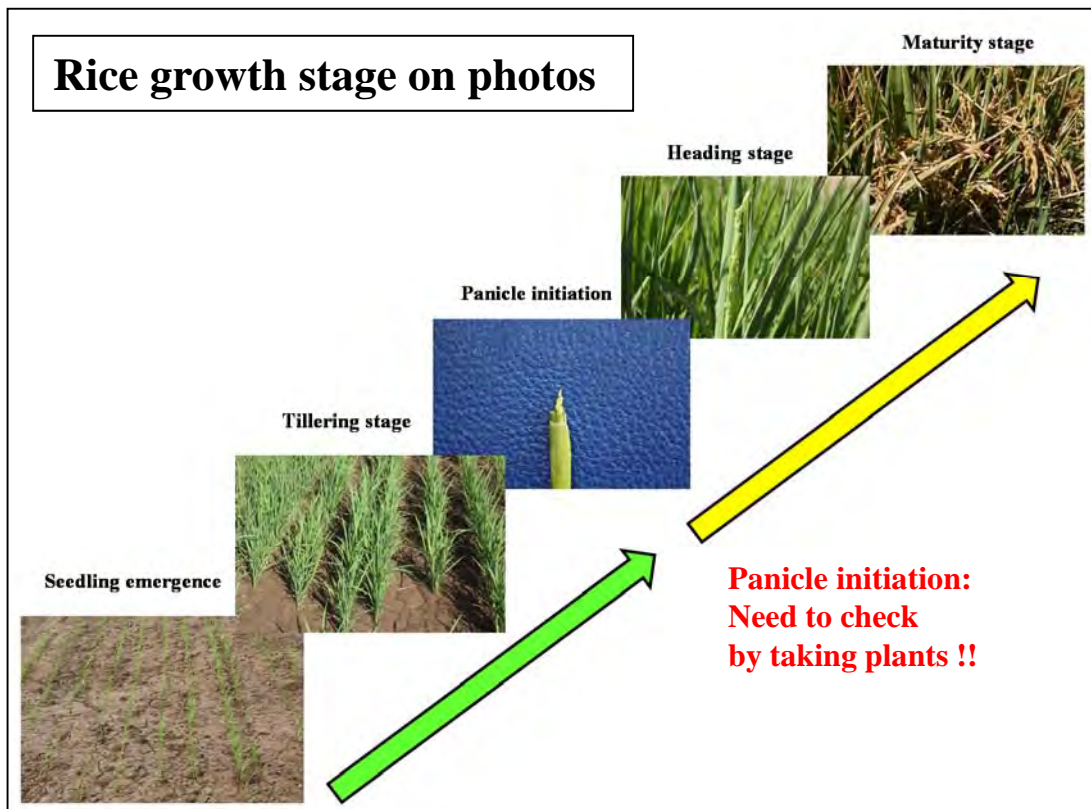 Rice growth stage on photos
Maturity stage
Heading stage
Panicle initiation
Tillering stage
Seedling emergence
Panicle initiation:
Need to check
by taking plants !!